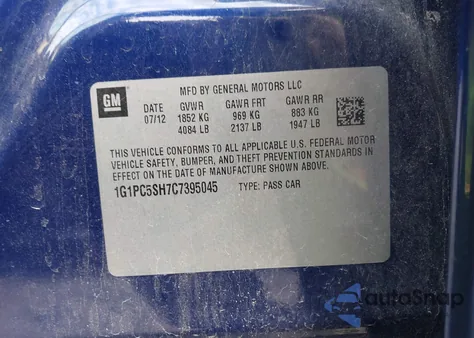 GM
MFD BY GENERAL MOTORS LLC
DATE GVWR GAWR FRT GAWR RR
07/12 1852 KG 969 KG 883 KG
4084 LB 2137 LB 1947 LB
THIS VEHICLE CONFORMS TO ALL APPLICABLE U.S. FEDERAL MOTOR
VEHICLE SAFETY, BUMPER, AND THEFT PREVENTION STANDARDS IN
EFFECT ON THE DATE OF MANUFACTURE SHOWN ABOVE.
1G1PC5SH7C7395045 TYPE: PASS CAR
autoSnap